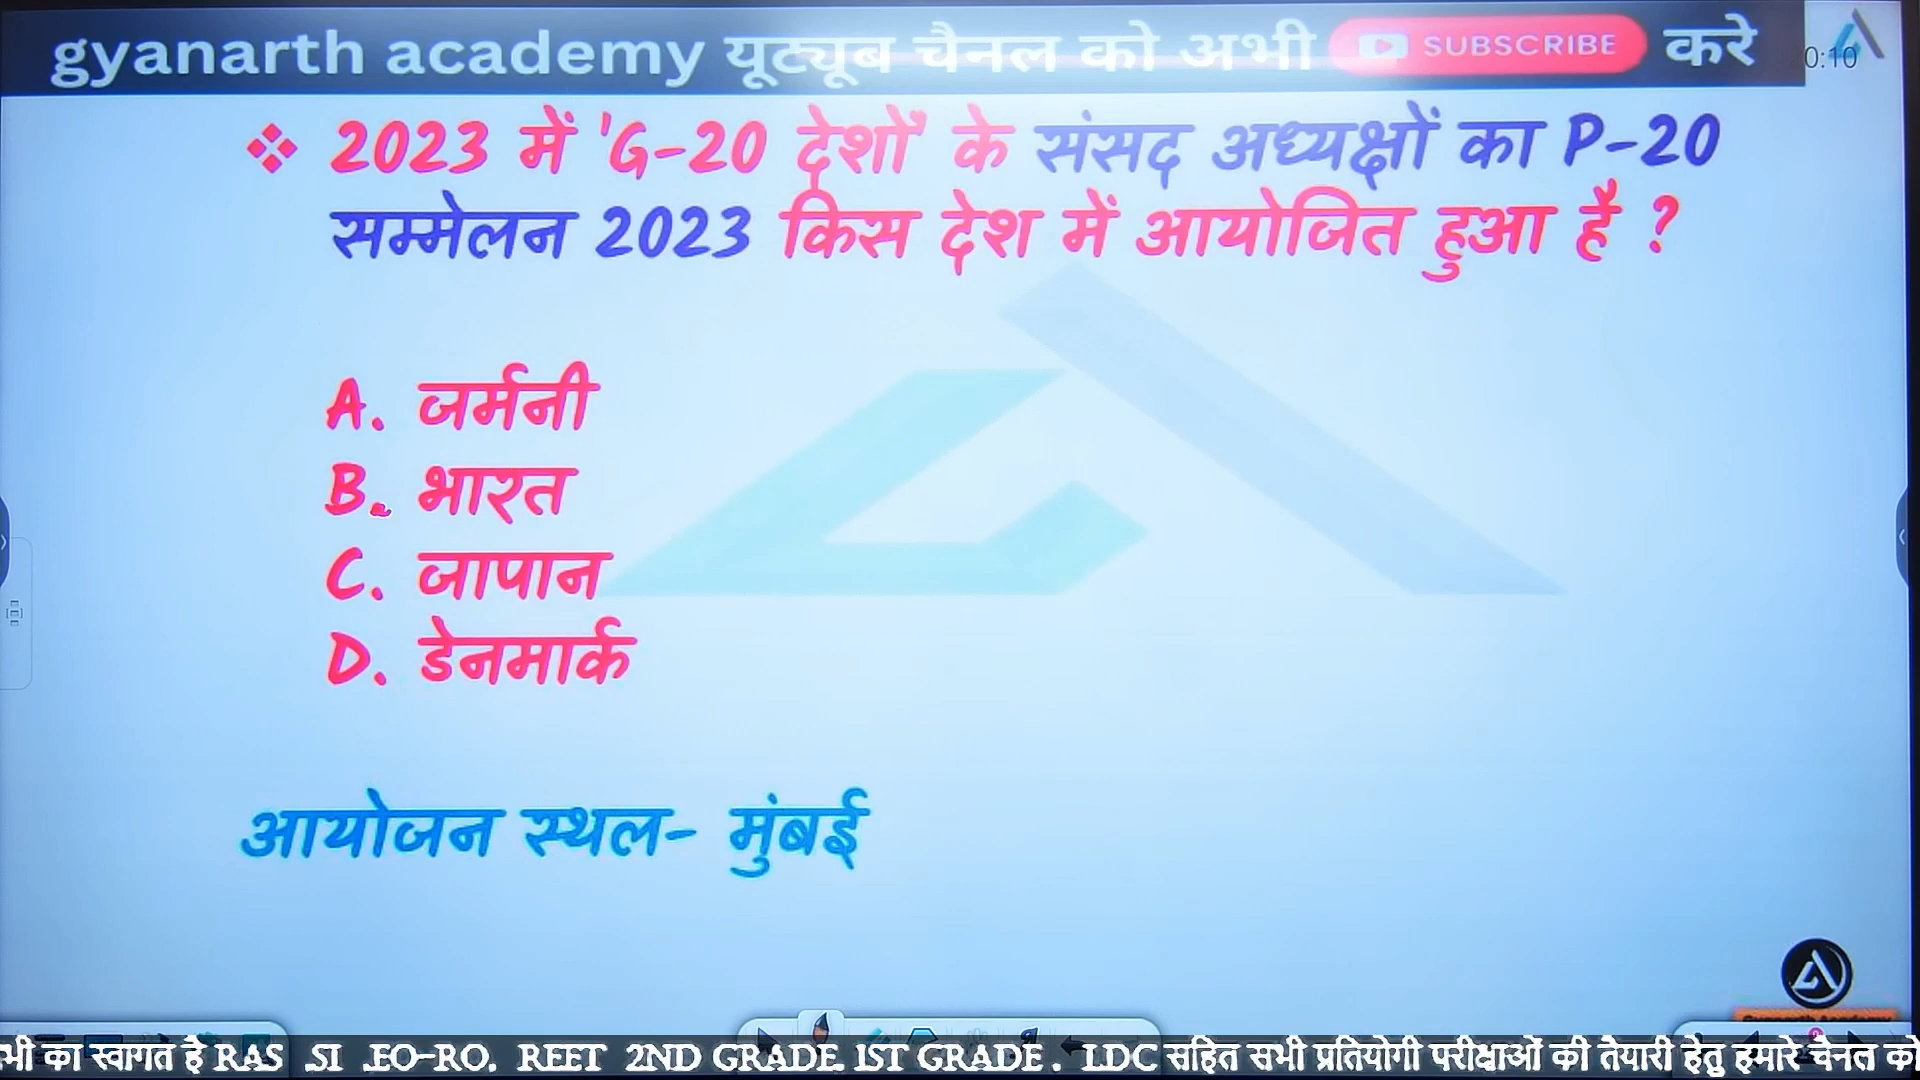 gyanarth academy यूट्यूब चैनल को अभी SUBSCRIBE करे
0:10
❖ 2023 में 'G-20 देशों' के संसद अध्यक्षों का P-20
सम्मेलन 2023 किस देश में आयोजित हुआ है ?
A. जर्मनी
B. भारत
C. जापान
D. डेनमार्क
आयोजन स्थल- मुंबई
भी का स्वागत है RAS .SI .EO-RO. REET 2ND GRADE. 1ST GRADE . LDC सहित सभी प्रतियोगी परीक्षाओं की तैयारी हेतु हमारे चैनल को